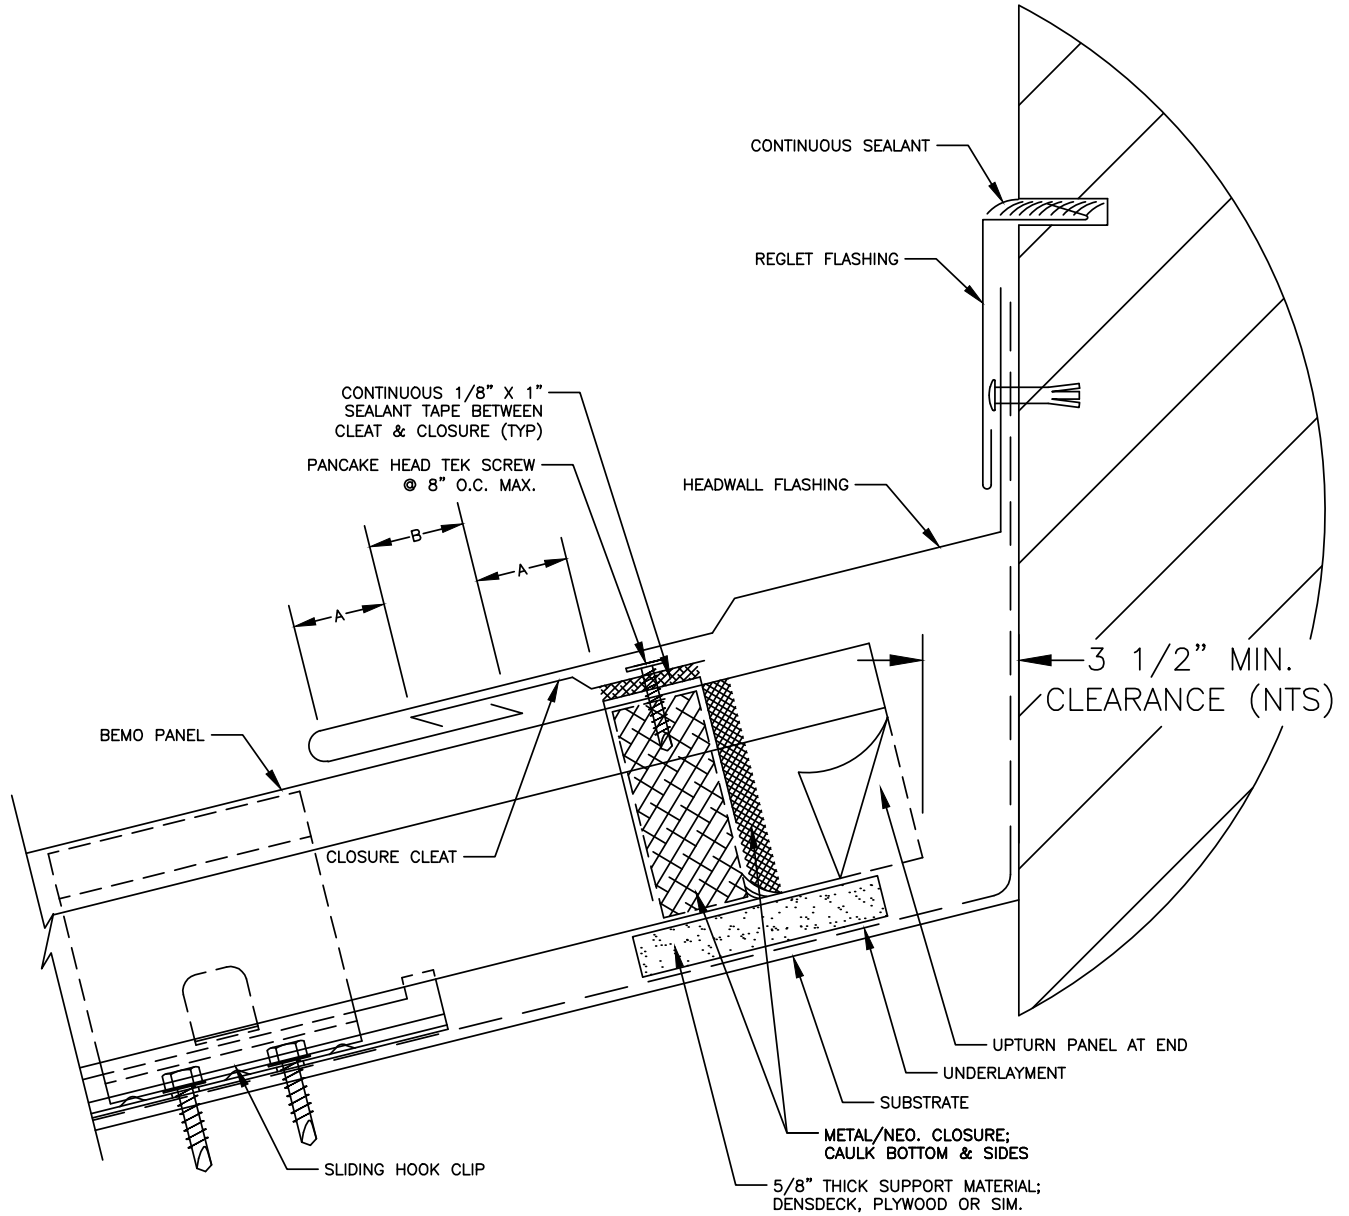 CONTINUOUS SEALANT
REGLET FLASHING
CONTINUOUS 1/8” X 1”
SEALANT TAPE BETWEEN
CLEAT & CLOSURE (TYP)
PANCAKE HEAD TEK SCREW
@ 8” O.C. MAX.
HEADWALL FLASHING
B
A
A
3 1/2” MIN.
CLEARANCE (NTS)
BEMO PANEL
CLOSURE CLEAT
UPTURN PANEL AT END
UNDERLAYMENT
SUBSTRATE
METAL/NEO. CLOSURE;
CAULK BOTTOM & SIDES
SLIDING HOOK CLIP
5/8” THICK SUPPORT MATERIAL;
DENSDECK, PLYWOOD OR SIM.